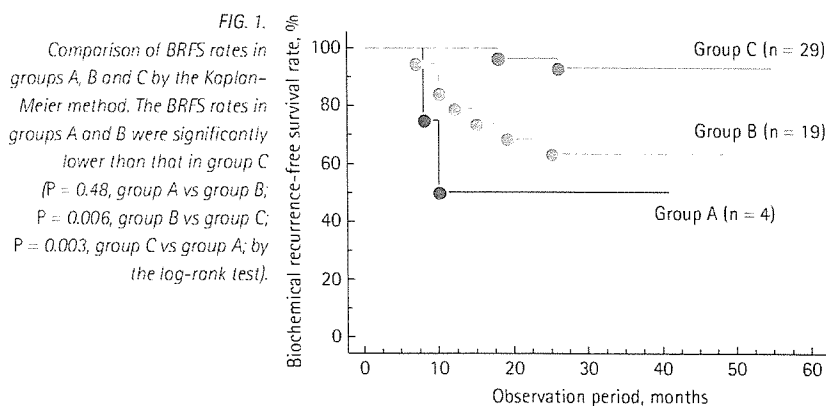 FIG. 1.
Comparison of BRFS rates in
groups A, B and C by the Kaplan–
Meier method. The BRFS rates in
groups A and B were significantly
lower than that in group C
(P = 0.48, group A vs group B;
P = 0.006, group B vs group C;
P = 0.003, group C vs group A; by
the log-rank test).
Biochemical recurrence-free survival rate, %
100
80
60
40
20
0
Group C (n = 29)
Group B (n = 19)
Group A (n = 4)
0 10 20 30 40 50 60
Observation period, months